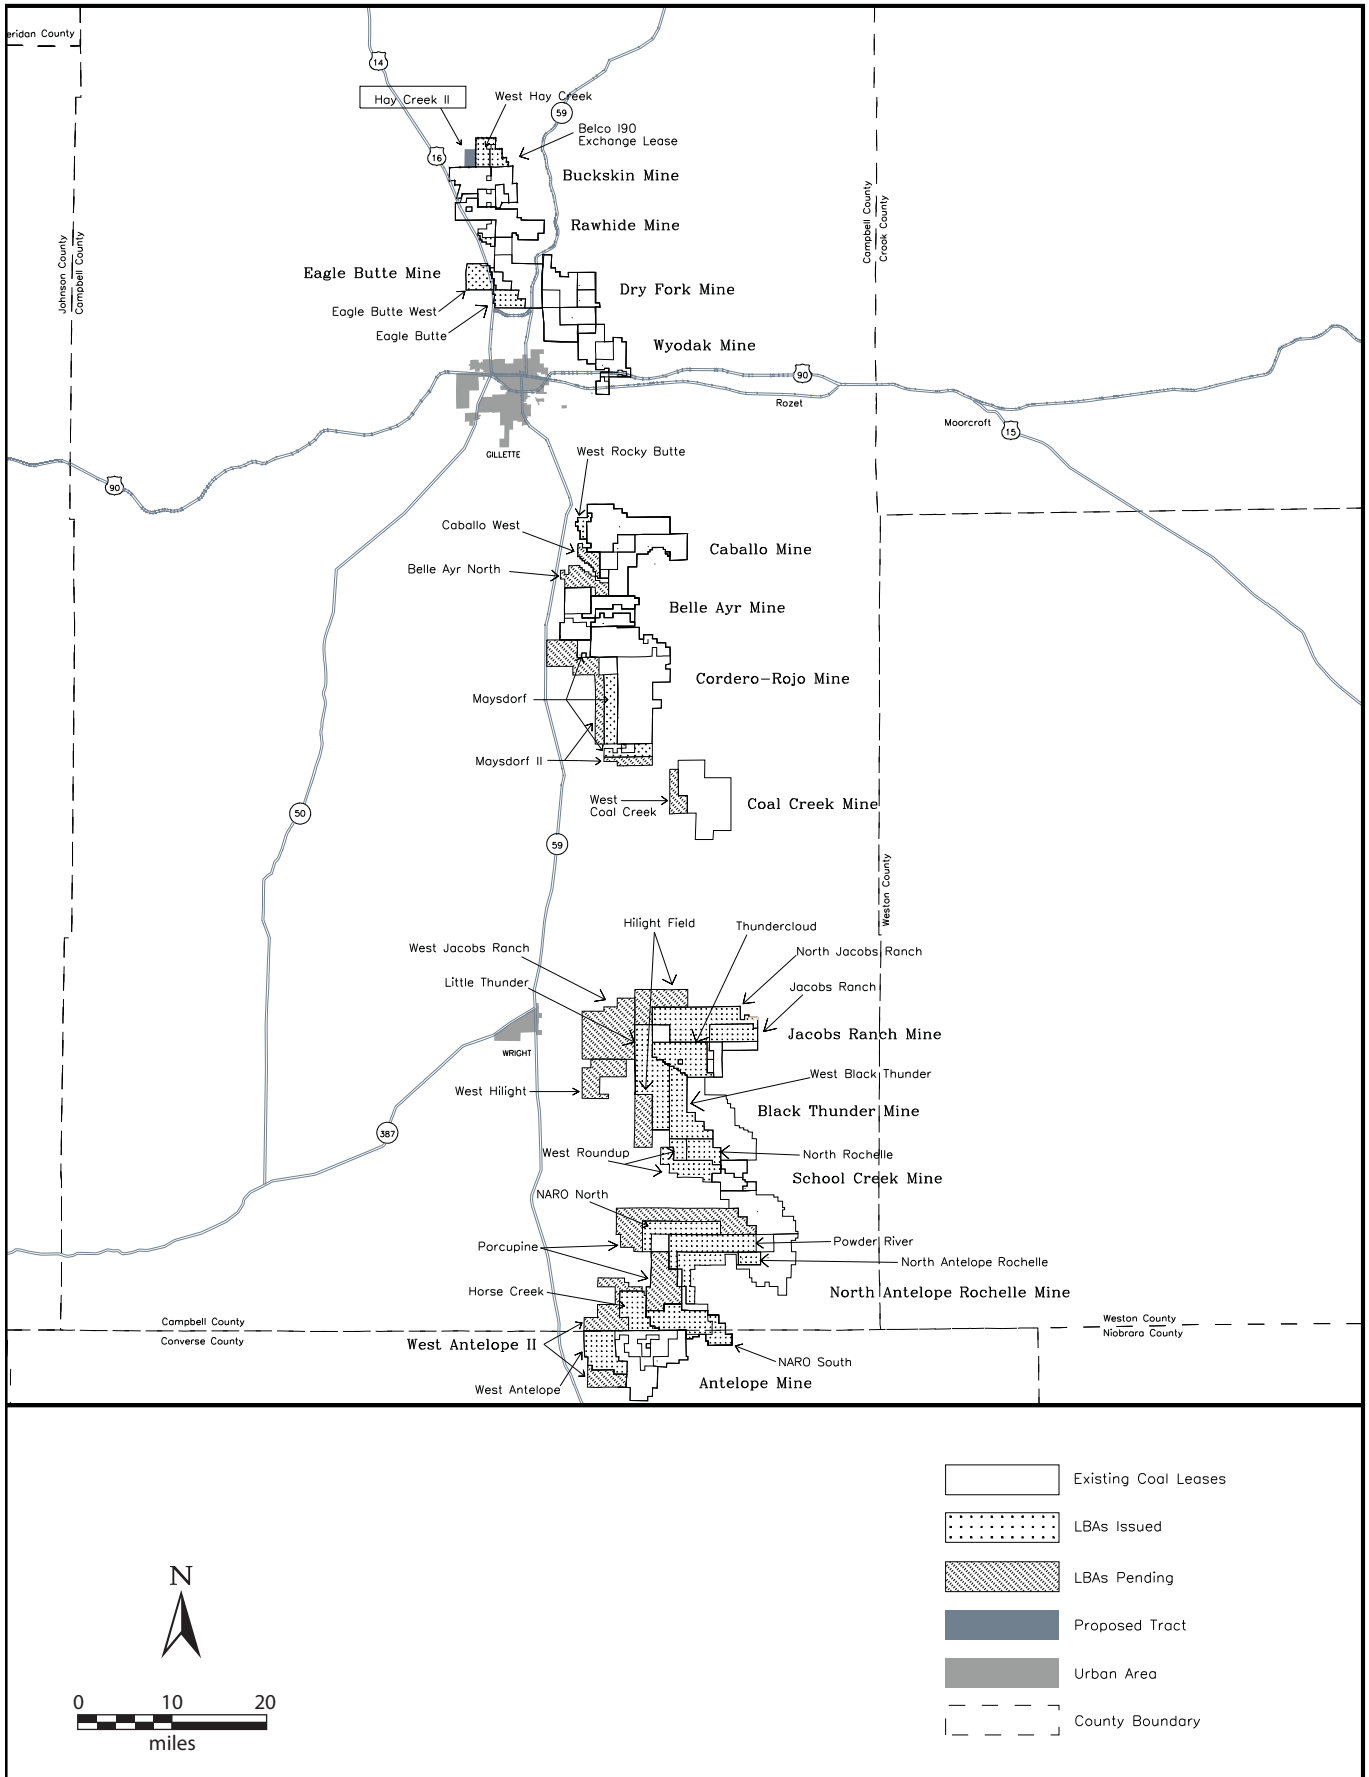 eridan County
14
Hay Creek II
West Hay Creek
59
Belco I90
Exchange Lease
16
Buckskin Mine
Campbell County
Crook County
Rawhide Mine
Johnson County
Campbell County
Eagle Butte Mine
Dry Fork Mine
Eagle Butte West
Eagle Butte
Wyodak Mine
90
Rozet
Moorcroft
15
GILLETTE
West Rocky Butte
90
Caballo West
Caballo Mine
Belle Ayr North
Belle Ayr Mine
Cordero-Rojo Mine
Maysdorf
Maysdorf II
West
Coal Creek
Coal Creek Mine
50
59
Weston County
Hilight Field
Thundercloud
West Jacobs Ranch
North Jacobs Ranch
Little Thunder
Jacobs Ranch
Jacobs Ranch Mine
WRIGHT
West Black Thunder
West Hilight
Black Thunder Mine
387
West Roundup
North Rochelle
School Creek Mine
NARO North
Porcupine
Powder River
North Antelope Rochelle
Horse Creek
North Antelope Rochelle Mine
Campbell County
Converse County
Weston County
Niobrara County
West Antelope II
NARO South
West Antelope
Antelope Mine
Existing Coal Leases
LBAs Issued
LBAs Pending
Proposed Tract
Urban Area
County Boundary
N
0 10 20
miles